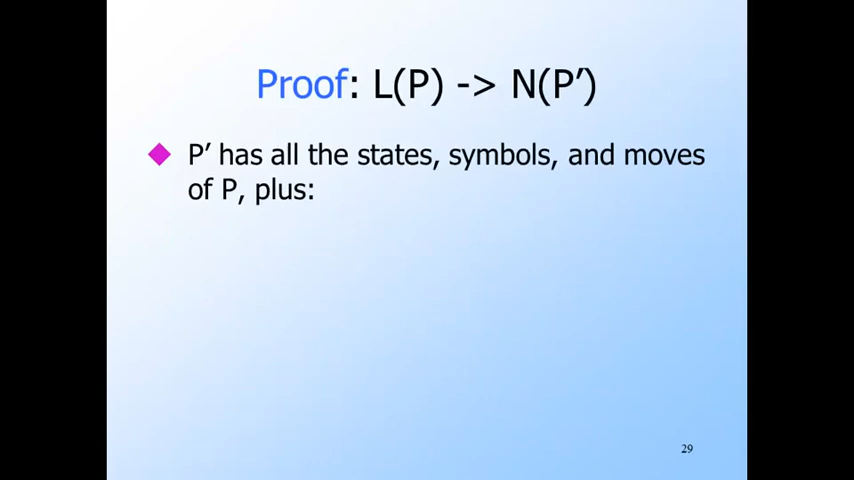 Proof: L(P) -> N(P’)
P’ has all the states, symbols, and moves
of P, plus:
29